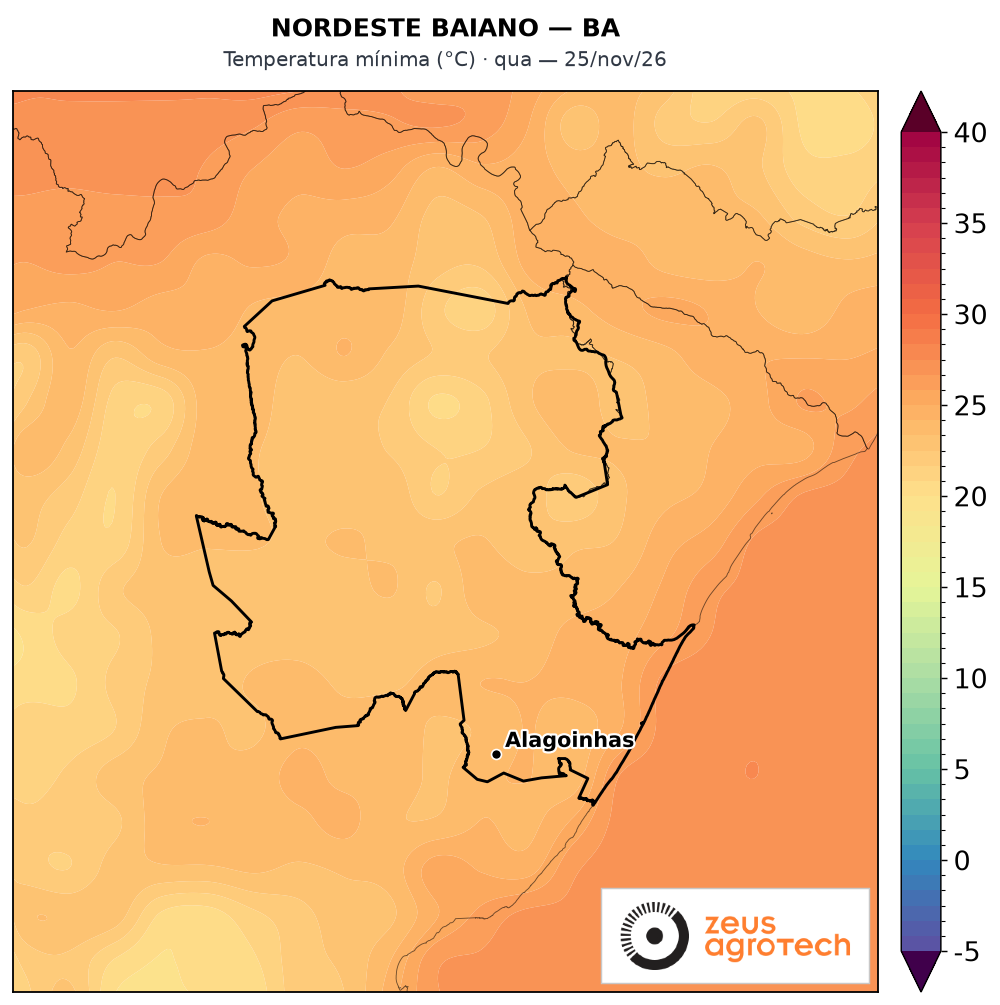 NORDESTE BAIANO — BA
Temperatura mínima (°C) · qua — 25/nov/26
40
35
30
25
20
15
10
5
0
-5
Alagoinhas
zeus
agrotech